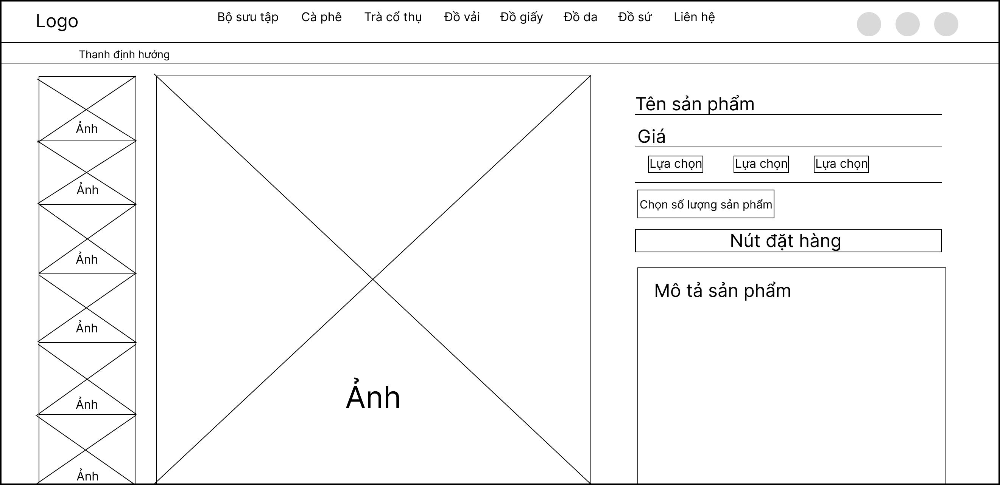 Logo
Bộ sưu tập
Cà phê
Trà cổ thụ
Đồ vải
Đồ giấy
Đồ da
Đồ sứ
Liên hệ
Thanh định hướng
Ảnh
Ảnh
Ảnh
Ảnh
Ảnh
Ảnh
Ảnh
Tên sản phẩm
Giá
Lựa chọn
Lựa chọn
Lựa chọn
Chọn số lượng sản phẩm
Nút đặt hàng
Mô tả sản phẩm